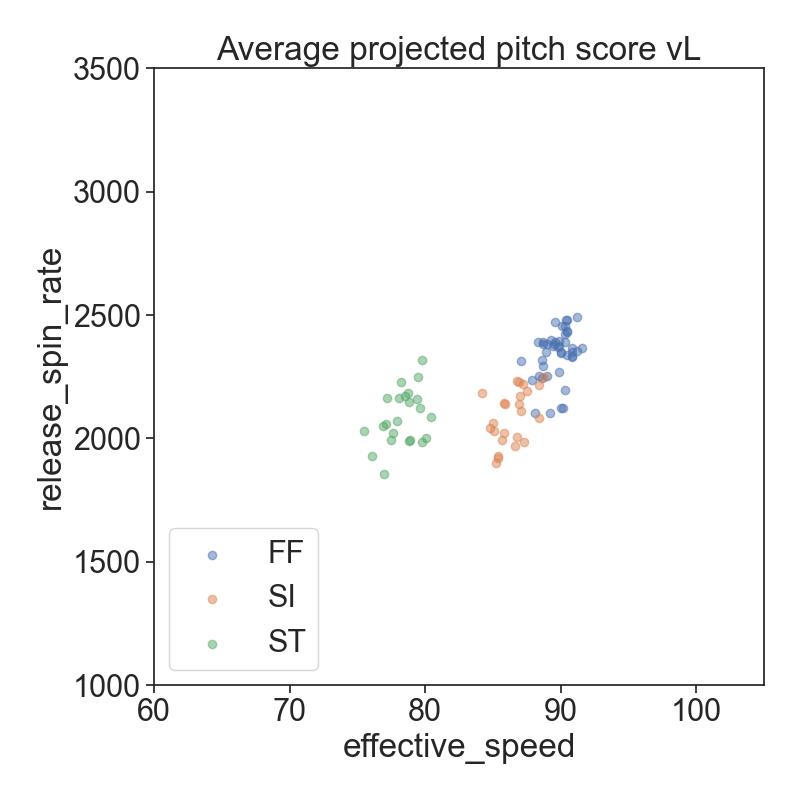 Average projected pitch score vL
3500
3000
2500
2000
1500
1000
release_spin_rate
FF
SI
ST
60 70 80 90 100
effective_speed